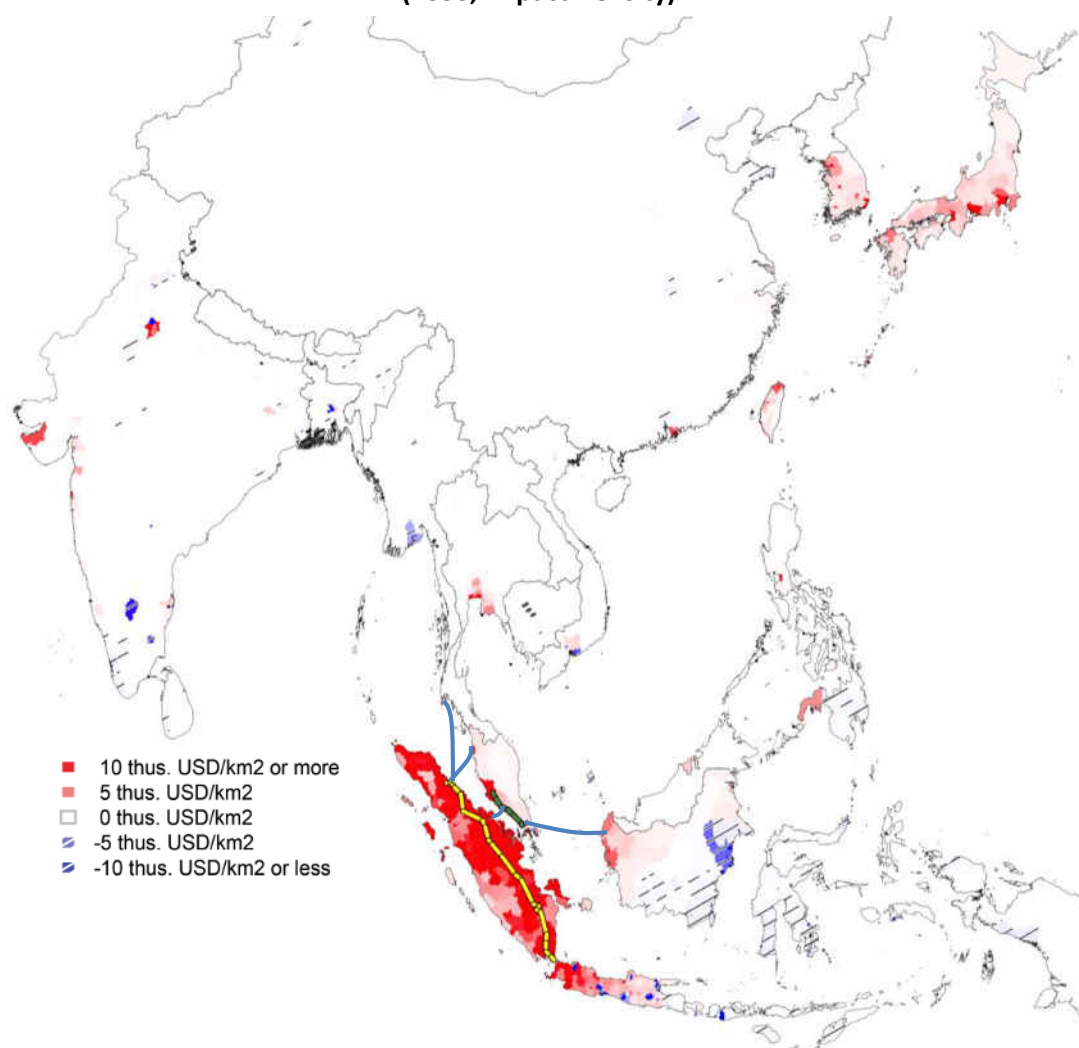 10 thus. USD/km2 or more
5 thus. USD/km2
0 thus. USD/km2
-5 thus. USD/km2
-10 thus. USD/km2 or less